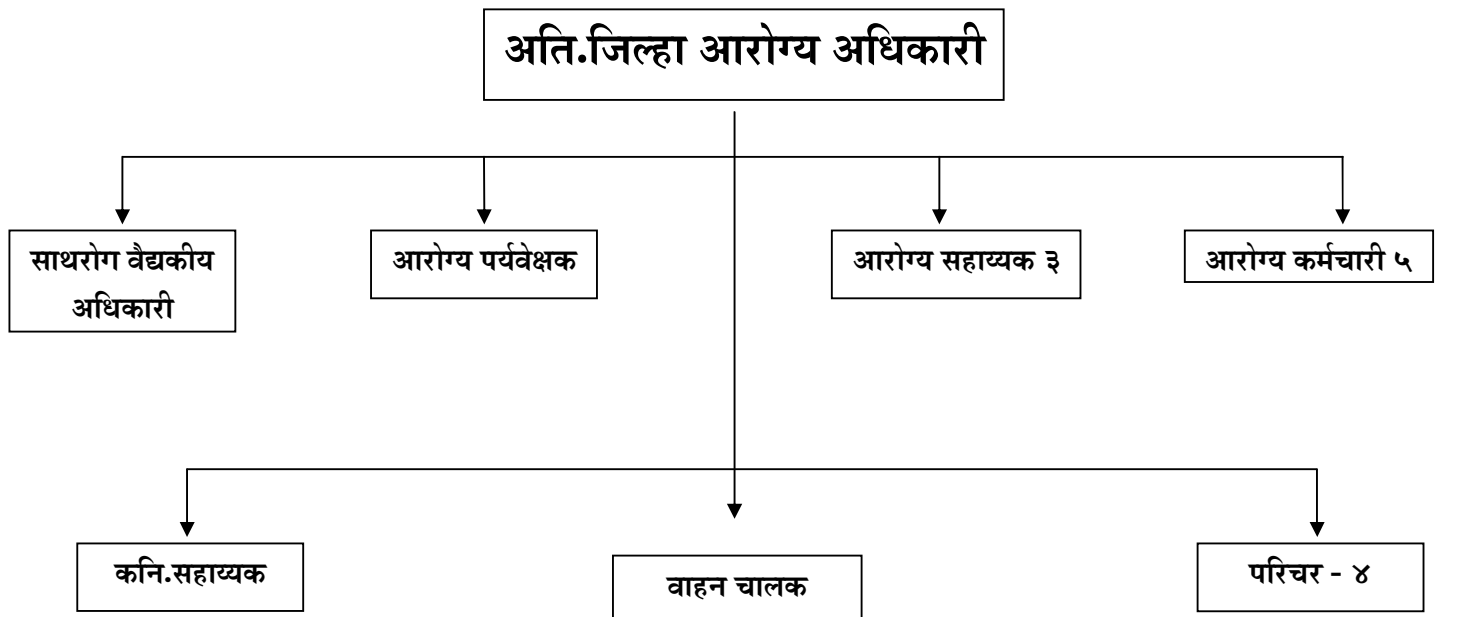 अति.जिल्हा आरोग्य अधिकारी
साथरोग वैद्यकीय
अधिकारी
आरोग्य पर्यवेक्षक
आरोग्य सहाय्यक ३
आरोग्य कर्मचारी ५
कनि.सहाय्यक
वाहन चालक
परिचर - ४